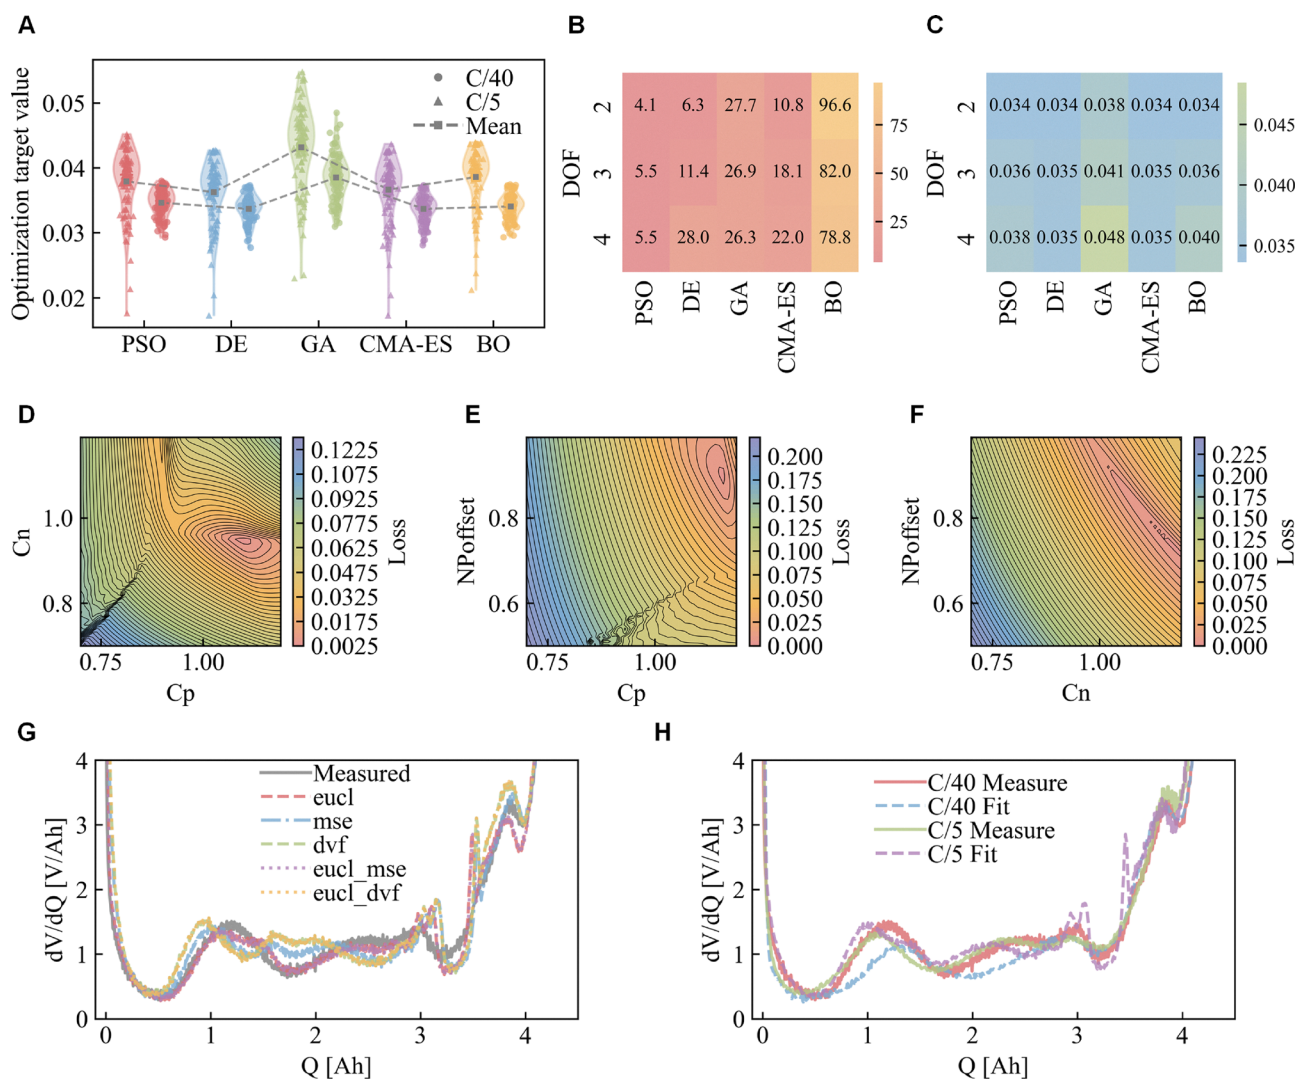 A
Optimization target value
0.05
0.04
0.03
0.02
C/40
C/5
Mean
PSO
DE
GA
CMA-ES
BO
B
DOF
2
3
4
4.1 6.3 27.7 10.8 96.6
5.5 11.4 26.9 18.1 82.0
5.5 28.0 26.3 22.0 78.8
PSO
DE
GA
CMA-ES
BO
75
50
25
C
DOF
2
3
4
0.034 0.034 0.038 0.034 0.034
0.036 0.035 0.041 0.035 0.036
0.038 0.035 0.048 0.035 0.040
PSO
DE
GA
CMA-ES
BO
0.045
0.040
0.035
D
Cn
1.0
0.8
0.75 1.00
Cp
0.1225
0.1075
0.0925
0.0775
0.0625
0.0475
0.0325
0.0175
0.0025
Loss
E
NPoffset
0.8
0.6
0.75 1.00
Cp
0.200
0.175
0.150
0.125
0.100
0.075
0.050
0.025
0.000
Loss
F
NPoffset
0.8
0.6
0.75 1.00
Cn
0.225
0.200
0.175
0.150
0.125
0.100
0.075
0.050
0.025
0.000
Loss
G
dV/dQ [V/Ah]
4
3
2
1
0
Measured
eucl
mse
dvf
eucl_mse
eucl_dvf
0 1 2 3 4
Q [Ah]
H
dV/dQ [V/Ah]
4
3
2
1
0
C/40 Measure
C/40 Fit
C/5 Measure
C/5 Fit
0 1 2 3 4
Q [Ah]